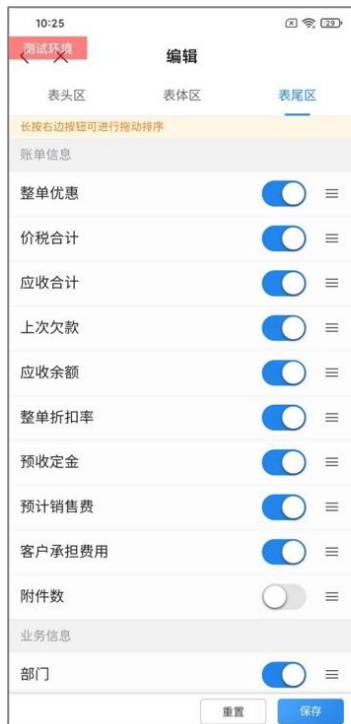 10:25
29
测试环境
编辑
表头区 表体区 表尾区
长按右边按钮可进行拖动排序
账单信息
整单优惠
价税合计
应收合计
上次欠款
应收余额
整单折扣率
预收定金
预计销售费
客户承担费用
附件数
业务信息
部门
重置 保存